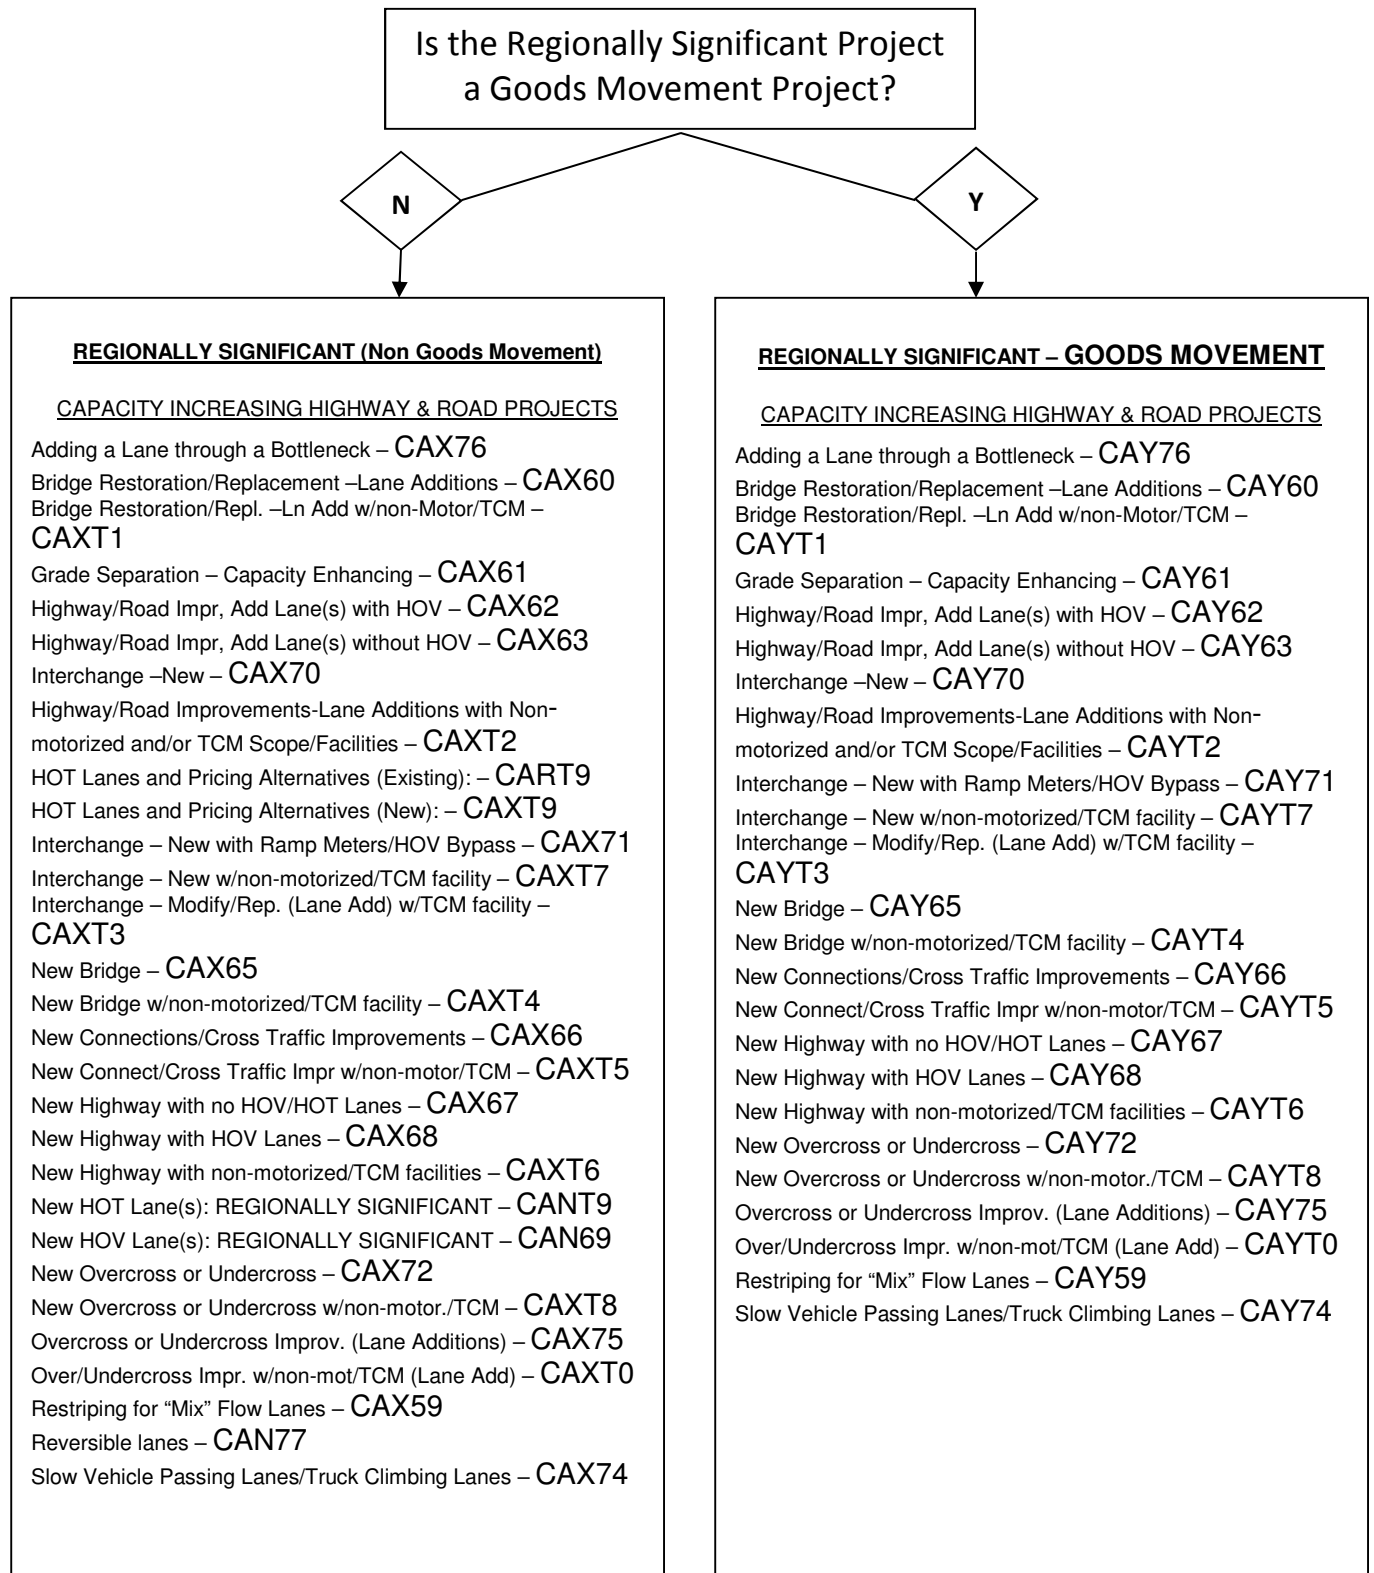 Is the Regionally Significant Project
a Goods Movement Project?
N
Y
REGIONALLY SIGNIFICANT (Non Goods Movement)
CAPACITY INCREASING HIGHWAY & ROAD PROJECTS
Adding a Lane through a Bottleneck – CAX76
Bridge Restoration/Replacement –Lane Additions – CAX60
Bridge Restoration/Repl. –Ln Add w/non-Motor/TCM –
CAXT1
Grade Separation – Capacity Enhancing – CAX61
Highway/Road Impr, Add Lane(s) with HOV – CAX62
Highway/Road Impr, Add Lane(s) without HOV – CAX63
Interchange –New – CAX70
Highway/Road Improvements-Lane Additions with Non-
motorized and/or TCM Scope/Facilities – CAXT2
HOT Lanes and Pricing Alternatives (Existing): – CART9
HOT Lanes and Pricing Alternatives (New): – CAXT9
Interchange – New with Ramp Meters/HOV Bypass – CAX71
Interchange – New w/non-motorized/TCM facility – CAXT7
Interchange – Modify/Rep. (Lane Add) w/TCM facility –
CAXT3
New Bridge – CAX65
New Bridge w/non-motorized/TCM facility – CAXT4
New Connections/Cross Traffic Improvements – CAX66
New Connect/Cross Traffic Impr w/non-motor/TCM – CAXT5
New Highway with no HOV/HOT Lanes – CAX67
New Highway with HOV Lanes – CAX68
New Highway with non-motorized/TCM facilities – CAXT6
New HOT Lane(s): REGIONALLY SIGNIFICANT – CANT9
New HOV Lane(s): REGIONALLY SIGNIFICANT – CAN69
New Overcross or Undercross – CAX72
New Overcross or Undercross w/non-motor./TCM – CAXT8
Overcross or Undercross Improv. (Lane Additions) – CAX75
Over/Undercross Impr. w/non-mot/TCM (Lane Add) – CAXT0
Restriping for “Mix” Flow Lanes – CAX59
Reversible lanes – CAN77
Slow Vehicle Passing Lanes/Truck Climbing Lanes – CAX74
REGIONALLY SIGNIFICANT – GOODS MOVEMENT
CAPACITY INCREASING HIGHWAY & ROAD PROJECTS
Adding a Lane through a Bottleneck – CAY76
Bridge Restoration/Replacement –Lane Additions – CAY60
Bridge Restoration/Repl. –Ln Add w/non-Motor/TCM –
CAYT1
Grade Separation – Capacity Enhancing – CAY61
Highway/Road Impr, Add Lane(s) with HOV – CAY62
Highway/Road Impr, Add Lane(s) without HOV – CAY63
Interchange –New – CAY70
Highway/Road Improvements-Lane Additions with Non-
motorized and/or TCM Scope/Facilities – CAYT2
Interchange – New with Ramp Meters/HOV Bypass – CAY71
Interchange – New w/non-motorized/TCM facility – CAYT7
Interchange – Modify/Rep. (Lane Add) w/TCM facility –
CAYT3
New Bridge – CAY65
New Bridge w/non-motorized/TCM facility – CAYT4
New Connections/Cross Traffic Improvements – CAY66
New Connect/Cross Traffic Impr w/non-motor/TCM – CAYT5
New Highway with no HOV/HOT Lanes – CAY67
New Highway with HOV Lanes – CAY68
New Highway with non-motorized/TCM facilities – CAYT6
New Overcross or Undercross – CAY72
New Overcross or Undercross w/non-motor./TCM – CAYT8
Overcross or Undercross Improv. (Lane Additions) – CAY75
Over/Undercross Impr. w/non-mot/TCM (Lane Add) – CAYT0
Restriping for “Mix” Flow Lanes – CAY59
Slow Vehicle Passing Lanes/Truck Climbing Lanes – CAY74